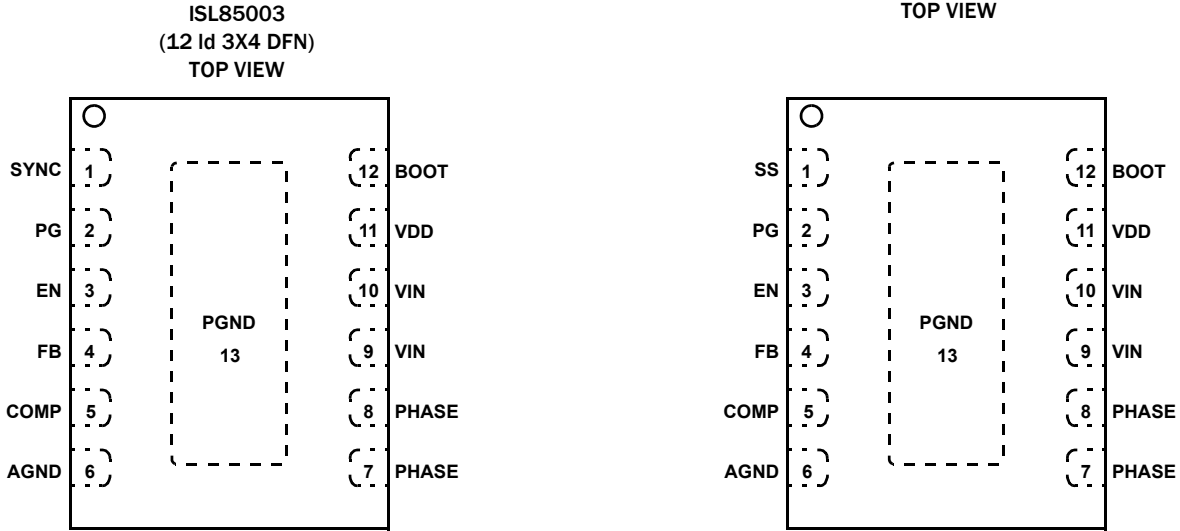 ISL85003
(12 ld 3X4 DFN)
TOP VIEW
SYNC 1
PG 2
EN 3
FB 4
COMP 5
AGND 6
PGND
13
12 BOOT
11 VDD
10 VIN
9 VIN
8 PHASE
7 PHASE
TOP VIEW
SS 1
PG 2
EN 3
FB 4
COMP 5
AGND 6
PGND
13
12 BOOT
11 VDD
10 VIN
9 VIN
8 PHASE
7 PHASE